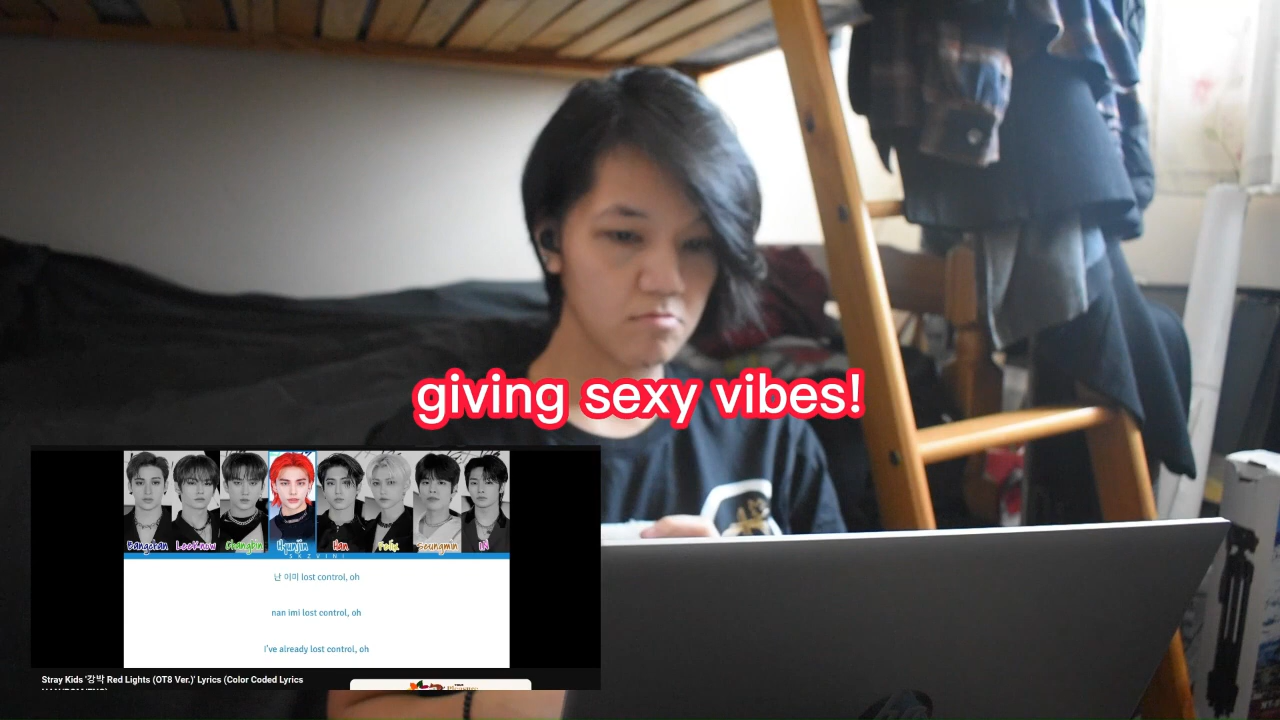 giving sexy vibes!
Bangchan LeeKnow Changbin Hyunjin Han Felix Seungmin IN
SKZVINI
난 이미 lost control, oh
nan imi lost control, oh
I've already lost control, oh
Stray Kids '강박 Red Lights (OT8 Ver.)' Lyrics (Color Coded Lyrics